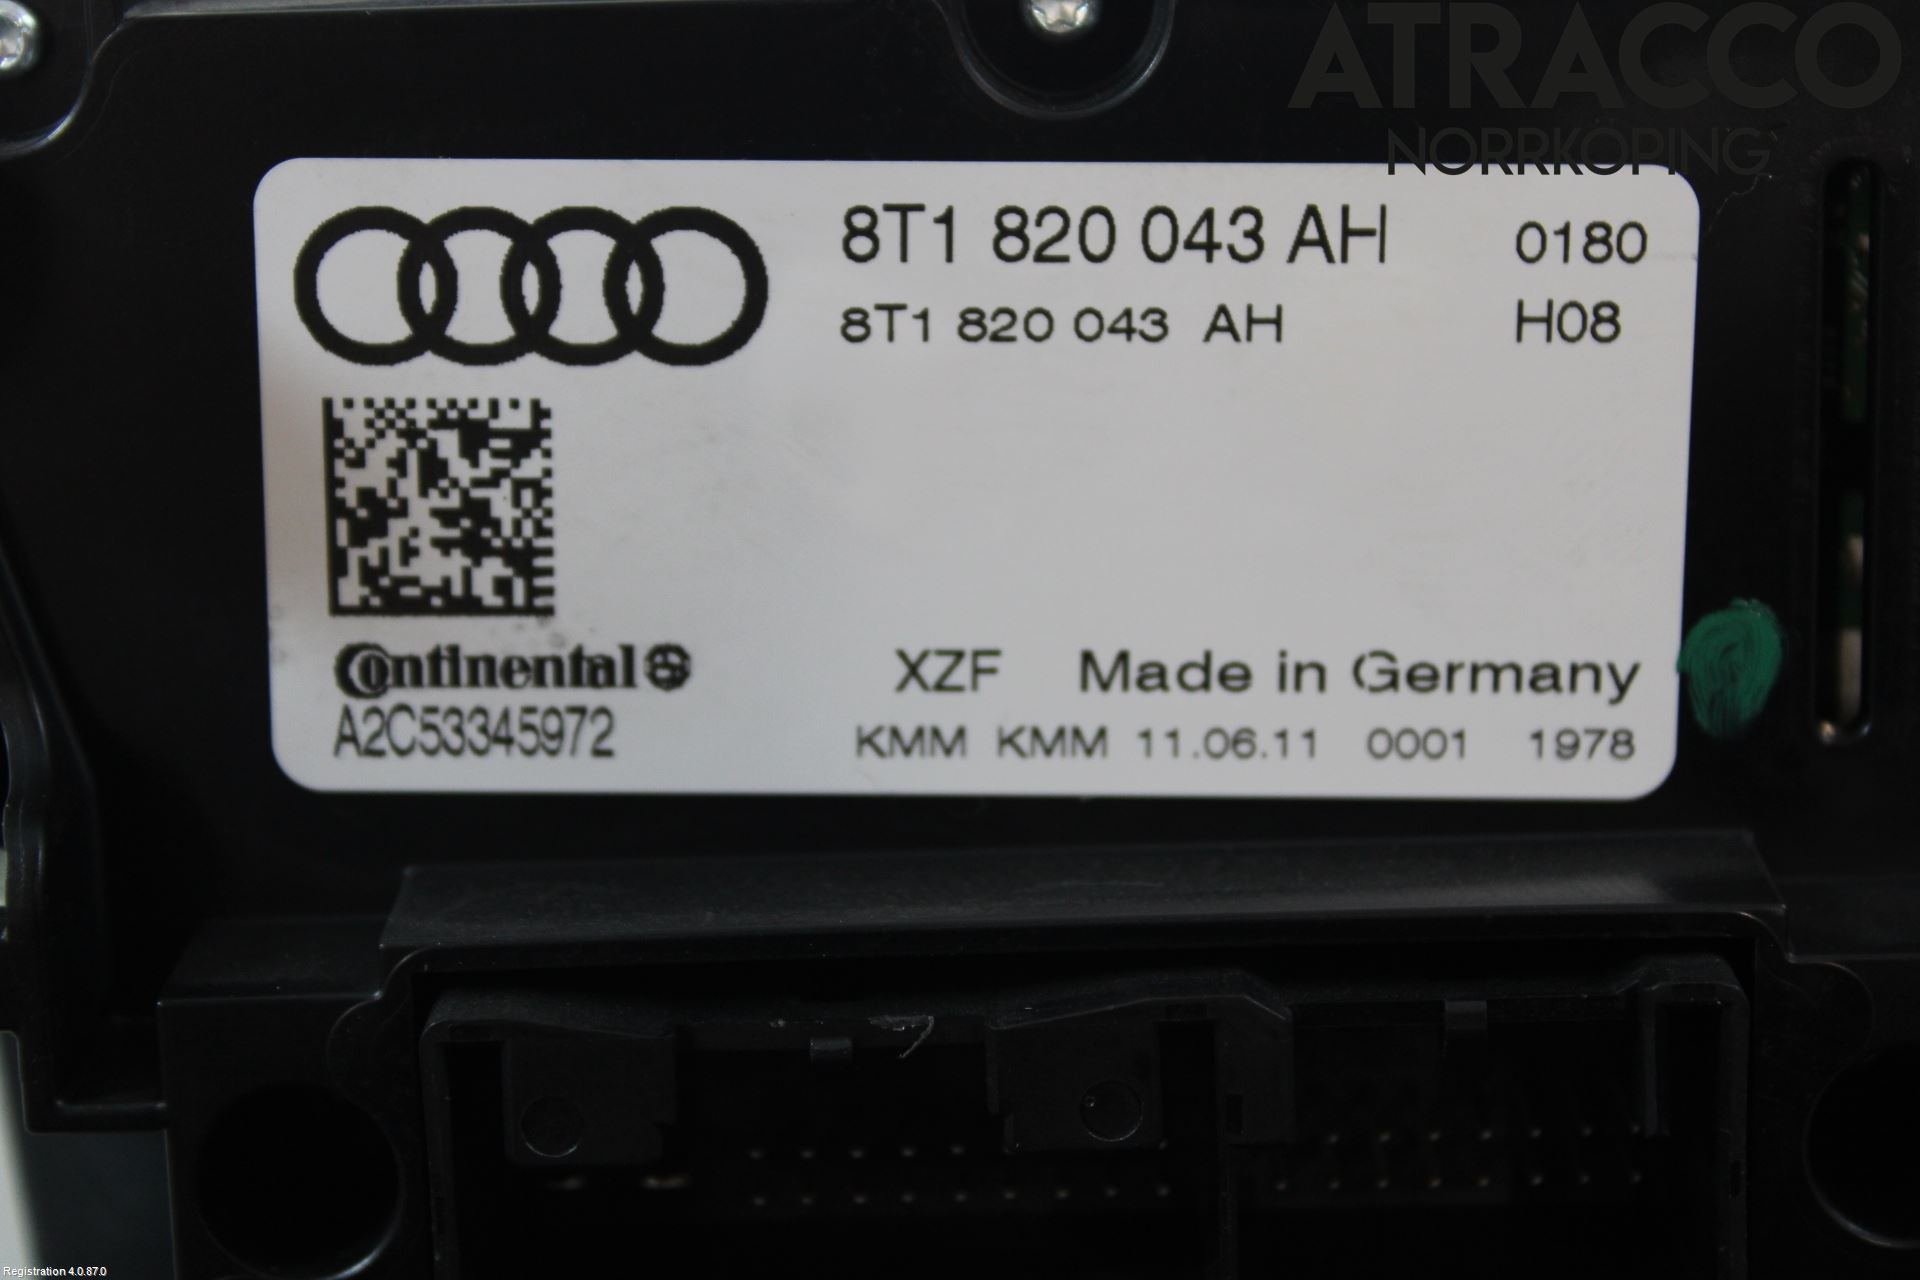 ATRACCO
NORRKÖPING
8T1 820 043 AH 0180
8T1 820 043 AH H08
Continental
A2C53345972
XZF Made in Germany
KMM KMM 11.06.11 0001 1978
Registration 4.0.87.0